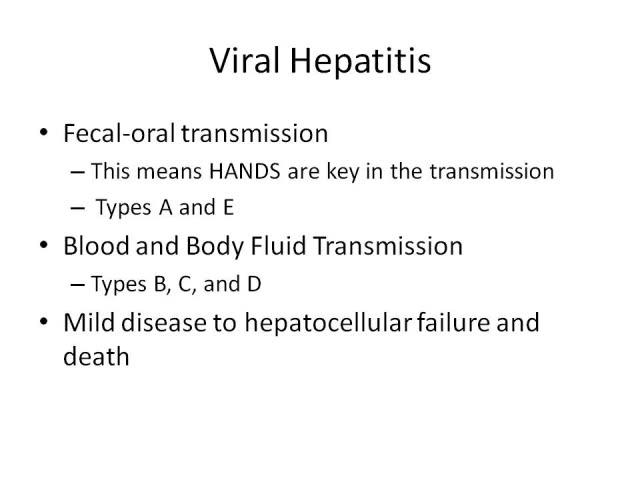 Viral Hepatitis
• Fecal-oral transmission
– This means HANDS are key in the transmission
– Types A and E
• Blood and Body Fluid Transmission
– Types B, C, and D
• Mild disease to hepatocellular failure and
death